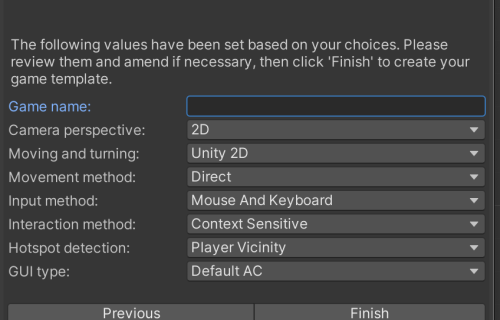 The following values have been set based on your choices. Please
review them and amend if necessary, then click 'Finish' to create your
game template.
Game name:
Camera perspective: 2D
Moving and turning: Unity 2D
Movement method: Direct
Input method: Mouse And Keyboard
Interaction method: Context Sensitive
Hotspot detection: Player Vicinity
GUI type: Default AC
Previous Finish